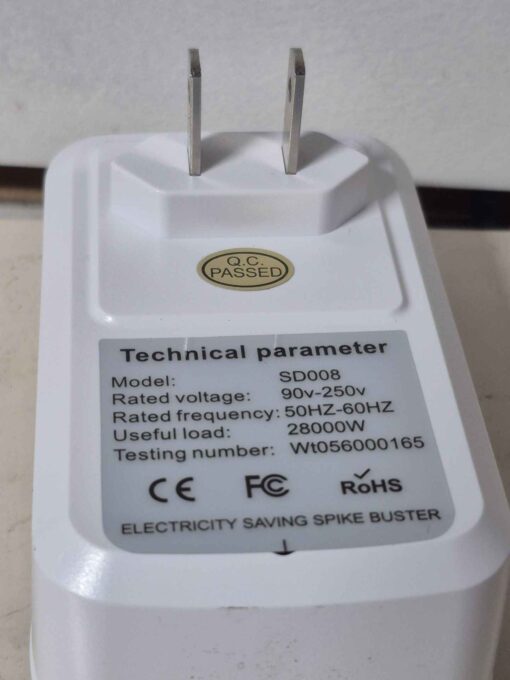 Q.C.
PASSED
Technical parameter
Model: SD008
Rated voltage: 90v-250v
Rated frequency: 50HZ-60HZ
Useful load: 28000W
Testing number: Wt056000165
CE FC RoHS
ELECTRICITY SAVING SPIKE BUSTER